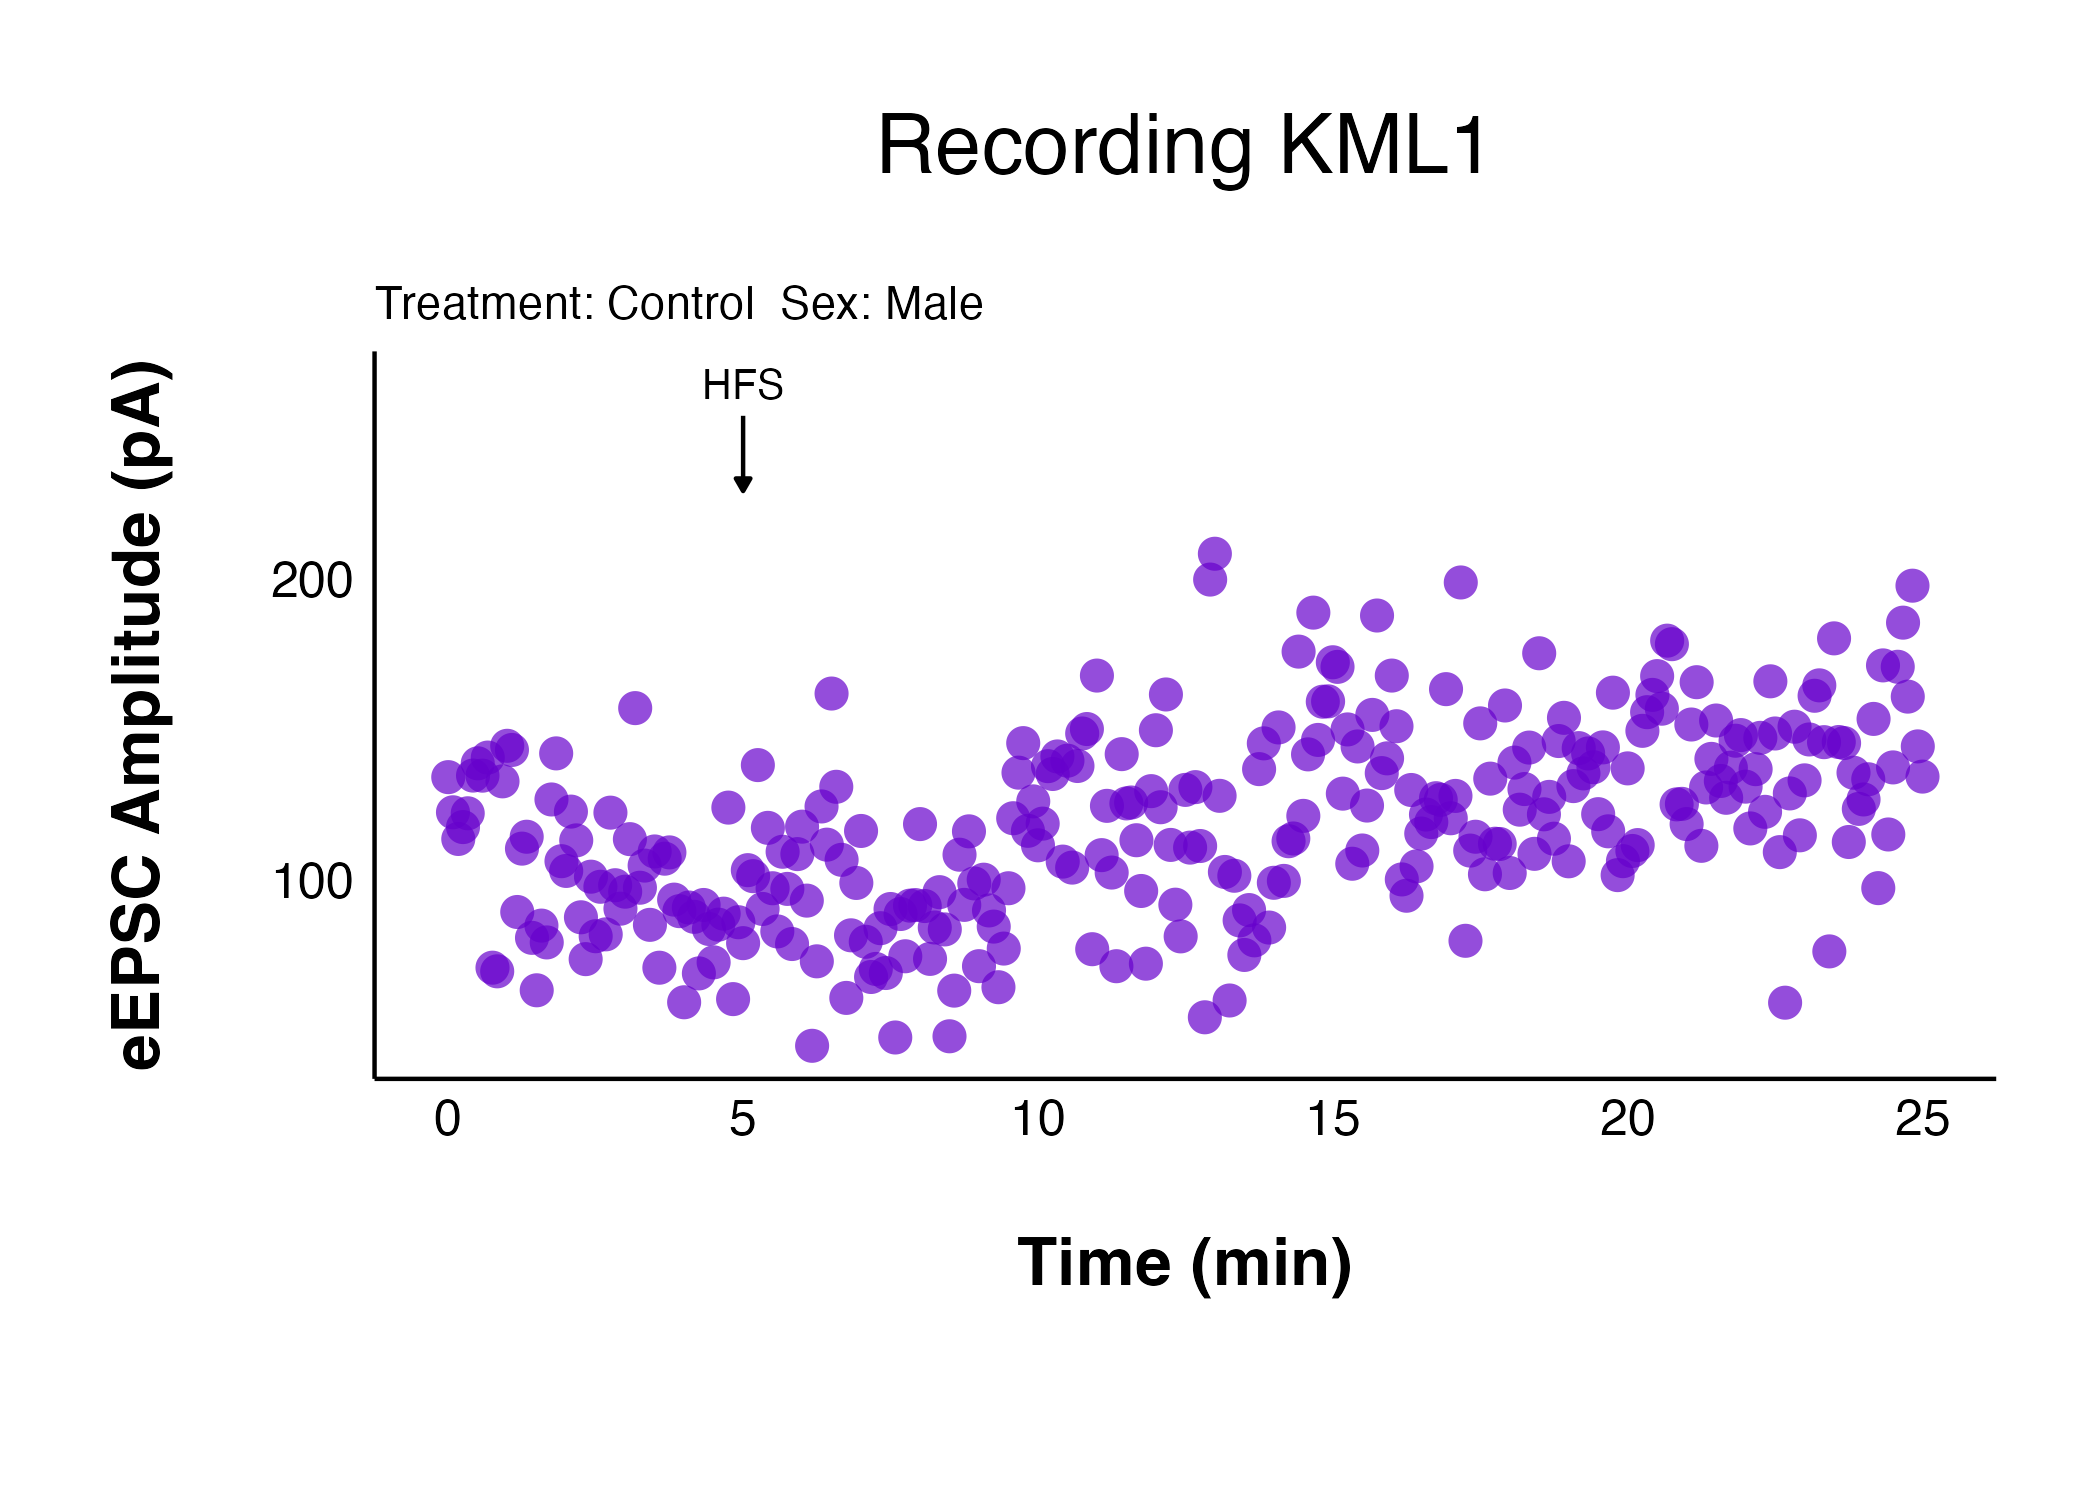 Recording KML1
Treatment: Control  Sex: Male
HFS
eEPSC Amplitude (pA)
200
100
0 5 10 15 20 25
Time (min)